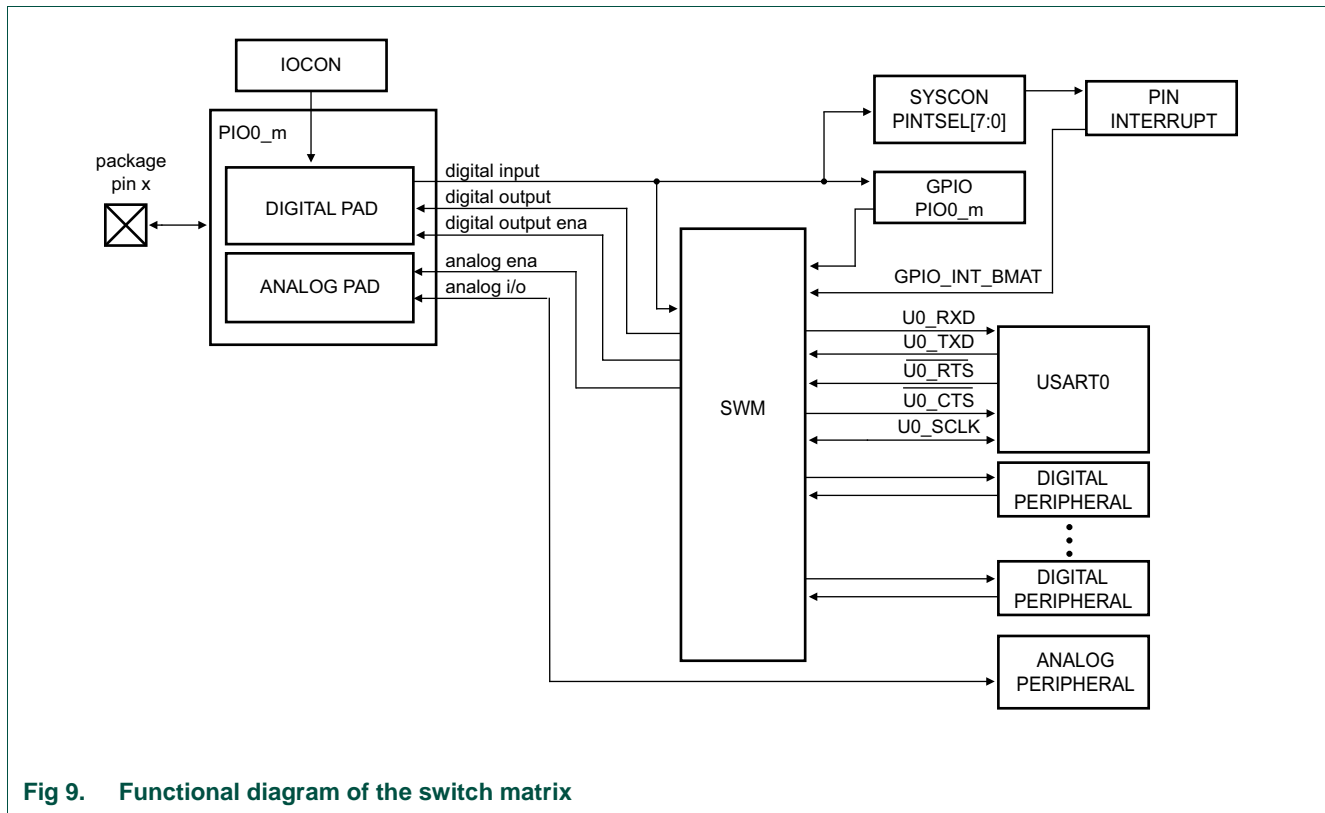 IOCON
PIO0_m
package
pin x
DIGITAL PAD
ANALOG PAD
digital input
digital output
digital output ena
analog ena
analog i/o
SYSCON
PINTSEL[7:0]
PIN
INTERRUPT
GPIO
PIO0_m
GPIO_INT_BMAT
SWM
U0_RXD
U0_TXD
U0_RTS
U0_CTS
U0_SCLK
USART0
DIGITAL
PERIPHERAL
DIGITAL
PERIPHERAL
ANALOG
PERIPHERAL
Fig 9. Functional diagram of the switch matrix